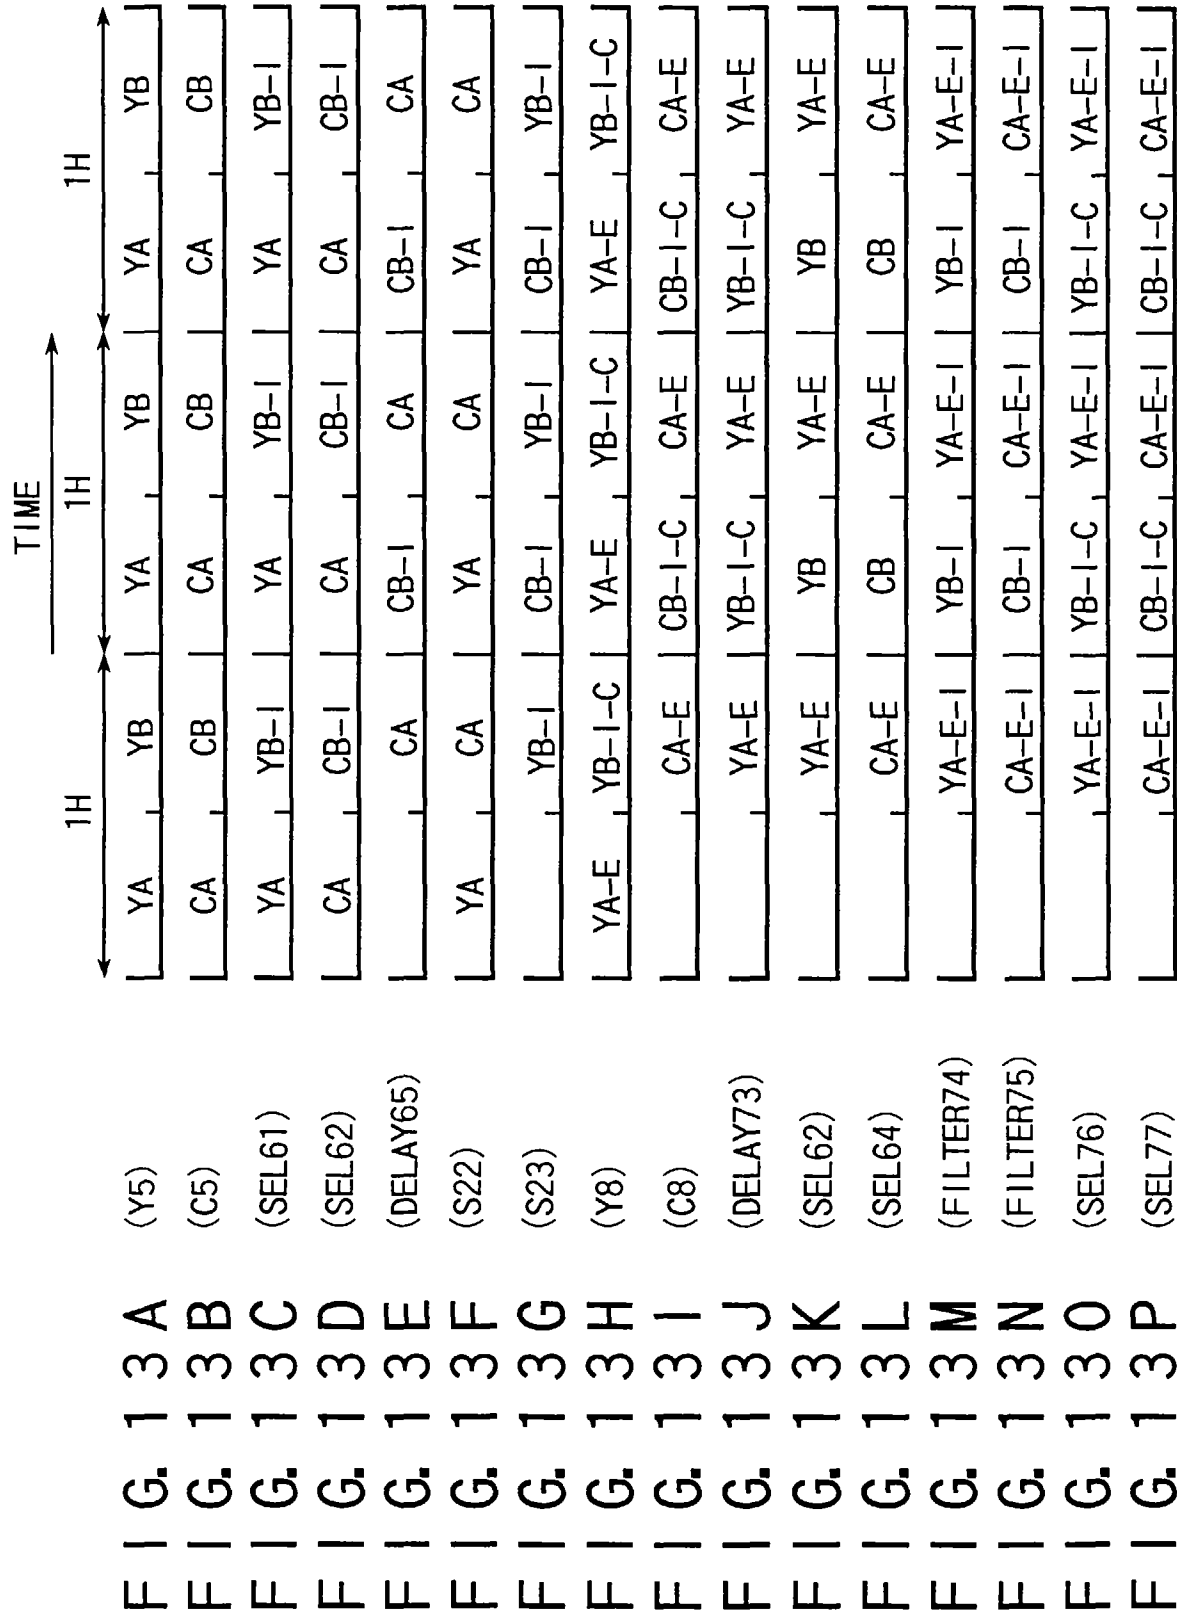 TIME
1H 1H 1H
FIG. 13A (Y5) YA YB YA YB YA YB
FIG. 13B (C5) CA CB CA CB CA CB
FIG. 13C (SEL61) YA YB-I YA YB-I YA YB-I
FIG. 13D (SEL62) CA CB-I CA CB-I CA CB-I
FIG. 13E (DELAY65) CA CB-I CA CB-I CA
FIG. 13F (S22) YA CA YA CA YA CA
FIG. 13G (S23) YB-I CB-I YB-I CB-I YB-I
FIG. 13H (Y8) YA-E YB-I-C YA-E YB-I-C YA-E YB-I-C
FIG. 13I (C8) CA-E CB-I-C CA-E CB-I-C CA-E
FIG. 13J (DELAY73) YA-E YB-I-C YA-E YB-I-C YA-E
FIG. 13K (SEL62) YA-E YB YA-E YB YA-E
FIG. 13L (SEL64) CA-E CB CA-E CB CA-E
FIG. 13M (FILTER74) YA-E-I YB-I YA-E-I YB-I YA-E-I
FIG. 13N (FILTER75) CA-E-I CB-I CA-E-I CB-I CA-E-I
FIG. 13O (SEL76) YA-E-I YB-I-C YA-E-I YB-I-C YA-E-I
FIG. 13P (SEL77) CA-E-I CB-I-C CA-E-I CB-I-C CA-E-I